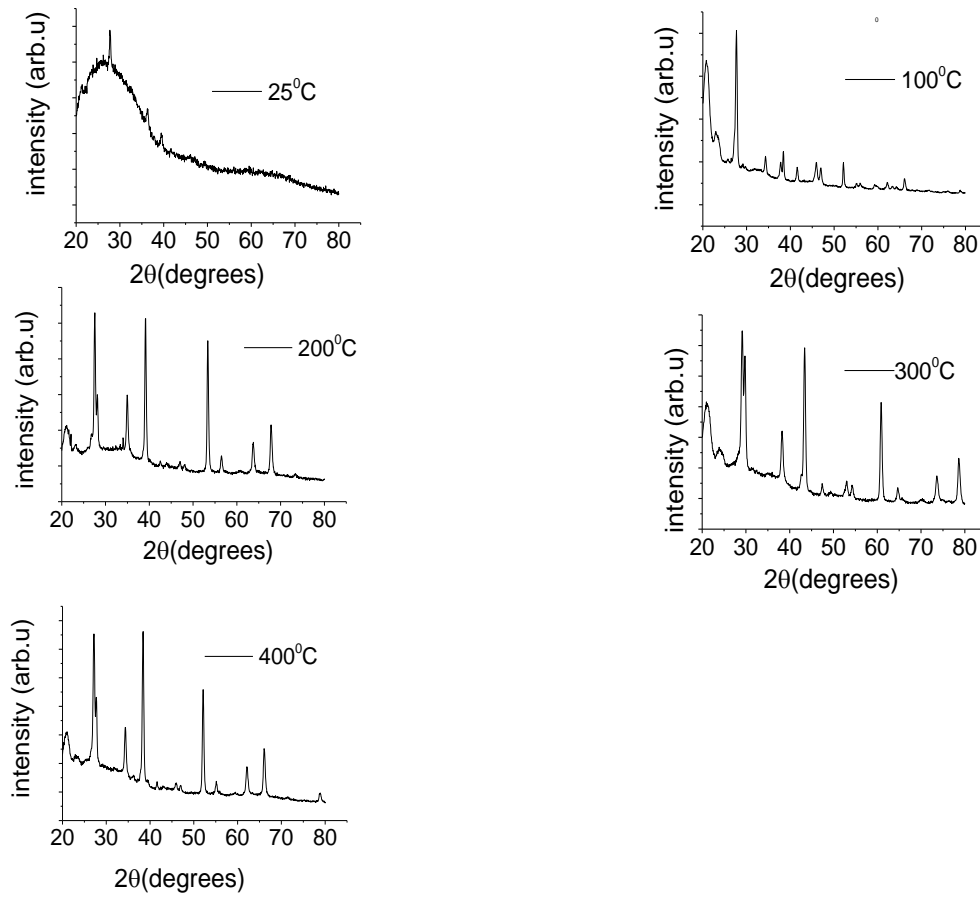 intensity (arb.u)
25⁰C
20 30 40 50 60 70 80
2θ(degrees)
intensity (arb.u)
0
100⁰C
20 30 40 50 60 70 80
2θ(degrees)
intensity (arb.u)
200⁰C
20 30 40 50 60 70 80
2θ(degrees)
intensity (arb.u)
300⁰C
20 30 40 50 60 70 80
2θ(degrees)
intensity (arb.u)
400⁰C
20 30 40 50 60 70 80
2θ(degrees)